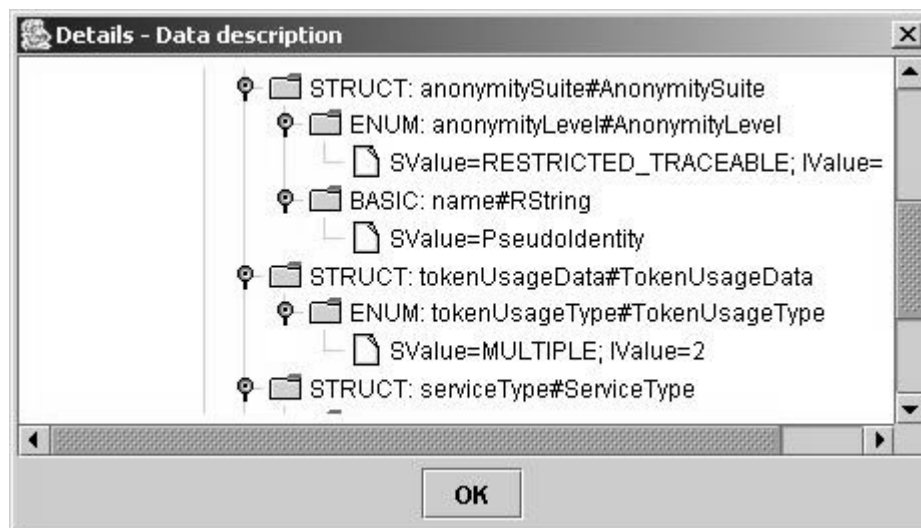 Details - Data description
STRUCT: anonymitySuite#AnonymitySuite
ENUM: anonymityLevel#AnonymityLevel
SValue=RESTRICTED_TRACEABLE; IValue=
BASIC: name#RString
SValue=PseudoIdentity
STRUCT: tokenUsageData#TokenUsageData
ENUM: tokenUsageType#TokenUsageType
SValue=MULTIPLE; IValue=2
STRUCT: serviceType#ServiceType
OK